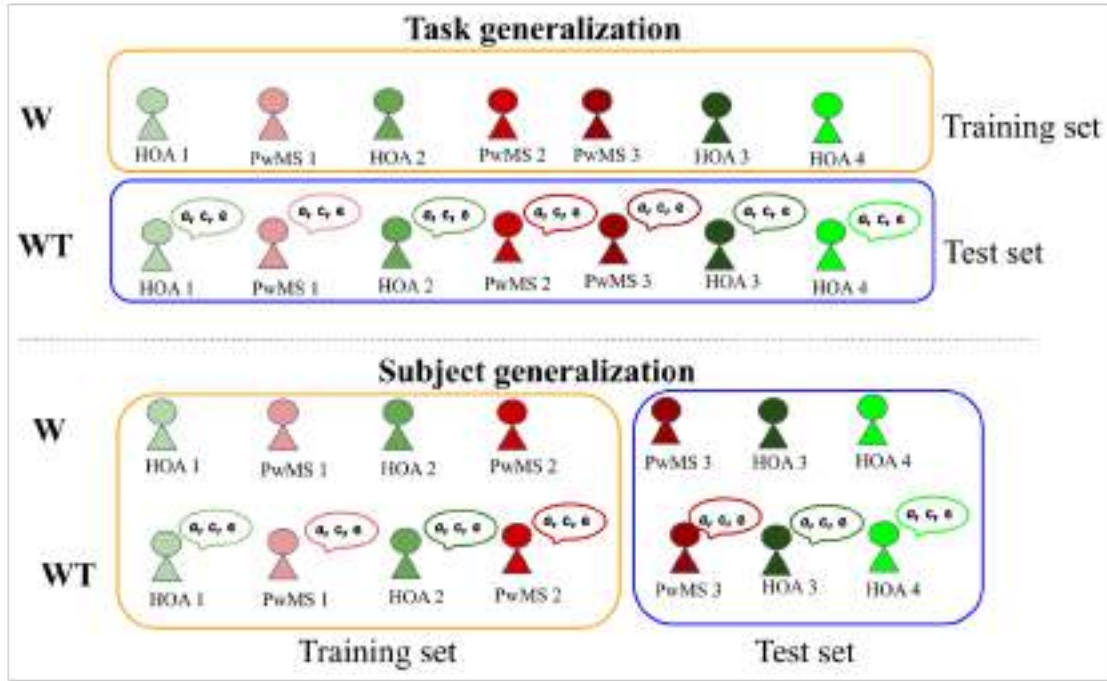 Task generalization
W
HOA 1 PwMS 1 HOA 2 PwMS 2 PwMS 3 HOA 3 HOA 4
Training set
a, c, e a, c, e a, c, e a, c, e a, c, e a, c, e a, c, e
WT
HOA 1 PwMS 1 HOA 2 PwMS 2 PwMS 3 HOA 3 HOA 4
Test set
Subject generalization
W
HOA 1 PwMS 1 HOA 2 PwMS 2 PwMS 3 HOA 3 HOA 4
a, c, e a, c, e a, c, e a, c, e a, c, e a, c, e a, c, e
WT
HOA 1 PwMS 1 HOA 2 PwMS 2 PwMS 3 HOA 3 HOA 4
Training set Test set